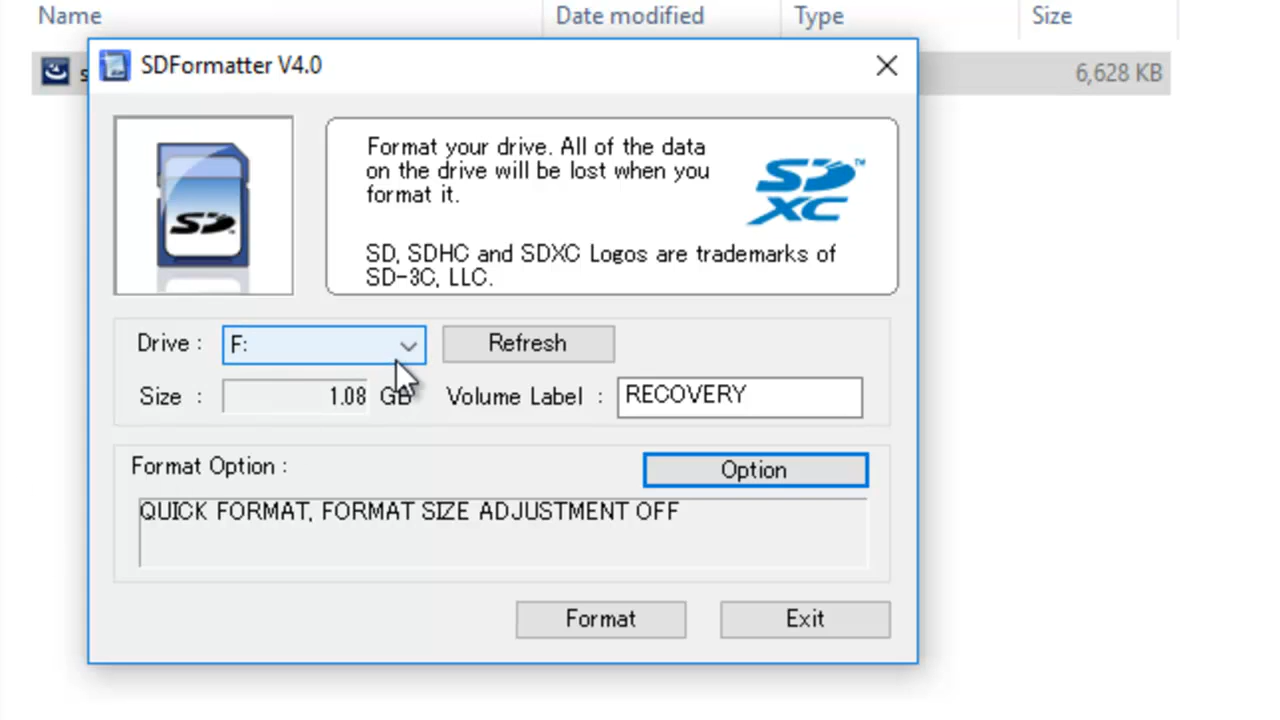 Name Date modified Type Size
s 6,628 KB
SDFormatter V4.0
SD
Format your drive. All of the data
on the drive will be lost when you
format it.
SD XC™
SD, SDHC and SDXC Logos are trademarks of
SD-3C, LLC.
Drive : F: Refresh
Size : 1.08 GB Volume Label : RECOVERY
Format Option : Option
QUICK FORMAT, FORMAT SIZE ADJUSTMENT OFF
Format Exit